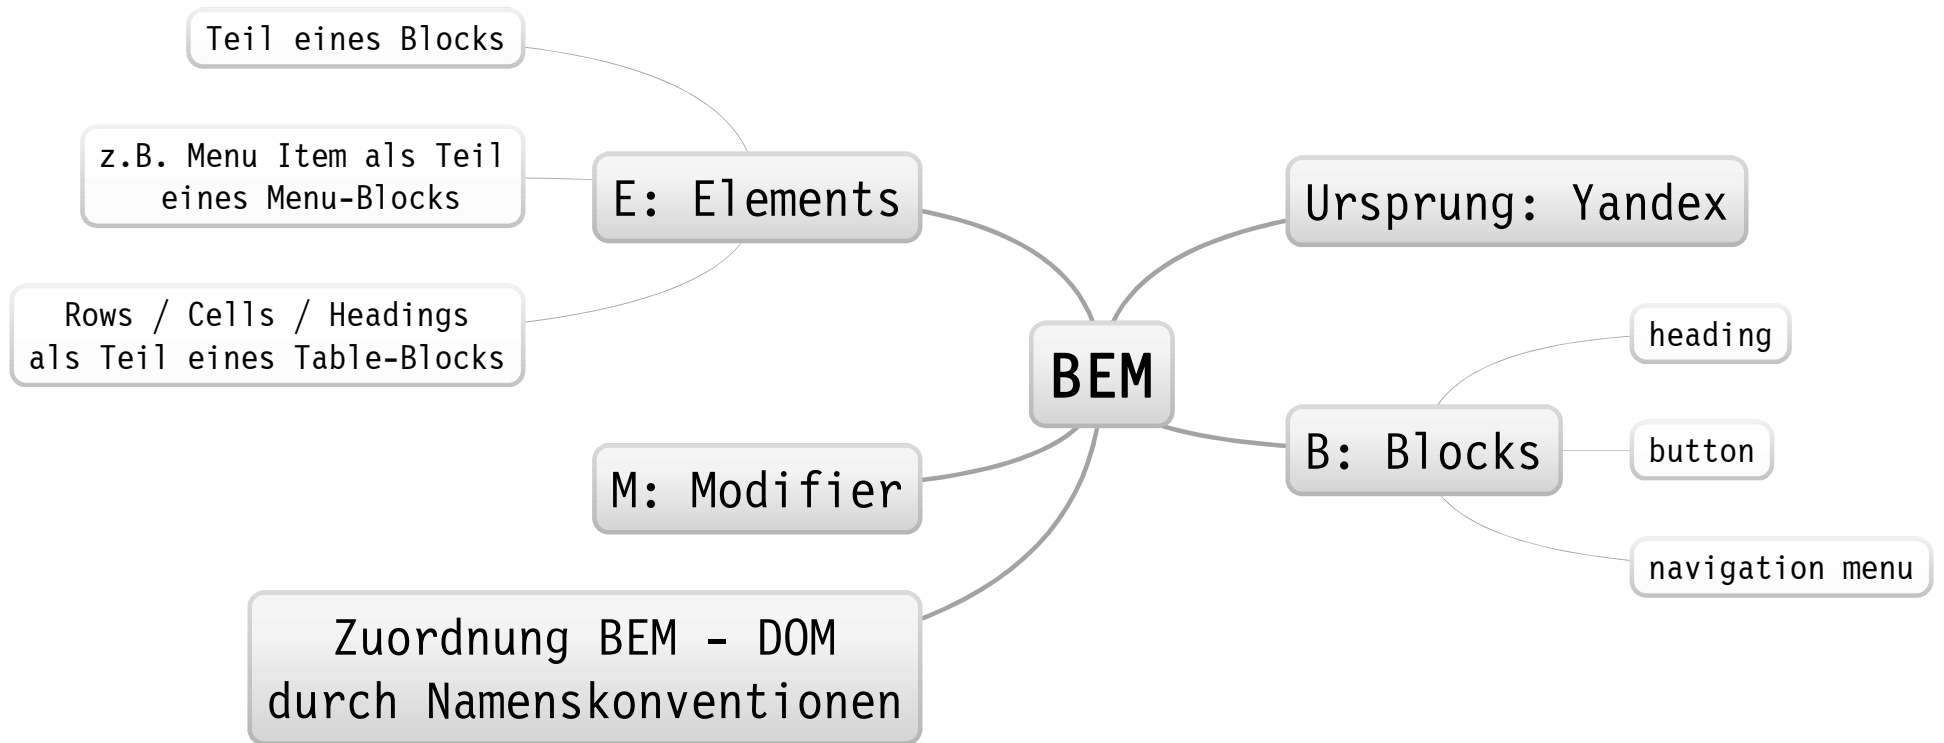 BEM
Ursprung: Yandex
B: Blocks
heading
button
navigation menu
E: Elements
Teil eines Blocks
z.B. Menu Item als Teil
eines Menu-Blocks
Rows / Cells / Headings
als Teil eines Table-Blocks
M: Modifier
Zuordnung BEM - DOM
durch Namenskonventionen